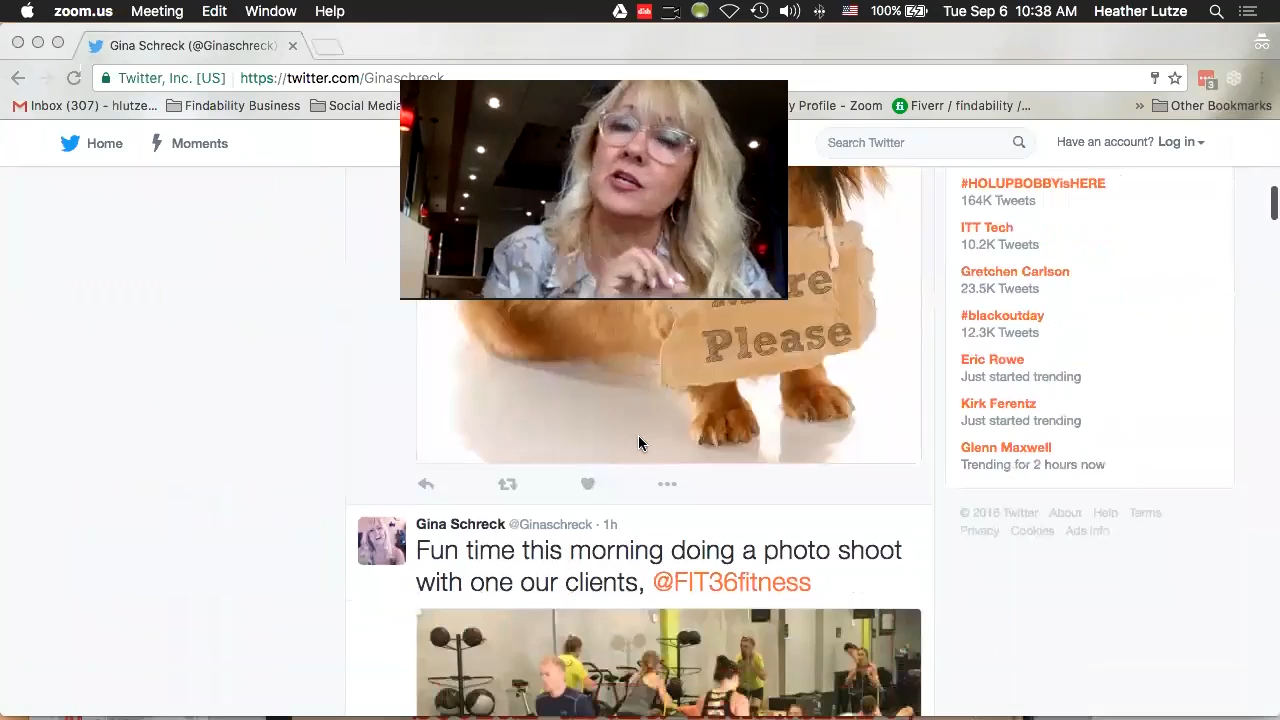 zoom.us Meeting Edit Window Help 100% Tue Sep 6 10:38 AM Heather Lutze
Gina Schreck (@Ginaschreck)
Twitter, Inc. [US] https://twitter.com/Ginaschreck
Inbox (307) - hlutze... Findability Business Social Media y Profile - Zoom Fiverr / findability /... » Other Bookmarks
Home Moments Search Twitter Have an account? Log in
#HOLUPBOBBYisHERE
164K Tweets
ITT Tech
10.2K Tweets
Gretchen Carlson
23.5K Tweets
#blackoutday
12.3K Tweets
Eric Rowe
Just started trending
Kirk Ferentz
Just started trending
Glenn Maxwell
Trending for 2 hours now
© 2016 Twitter About Help Terms
Privacy Cookies Ads info
Please
Gina Schreck @Ginaschreck · 1h
Fun time this morning doing a photo shoot
with one our clients, @FIT36fitness